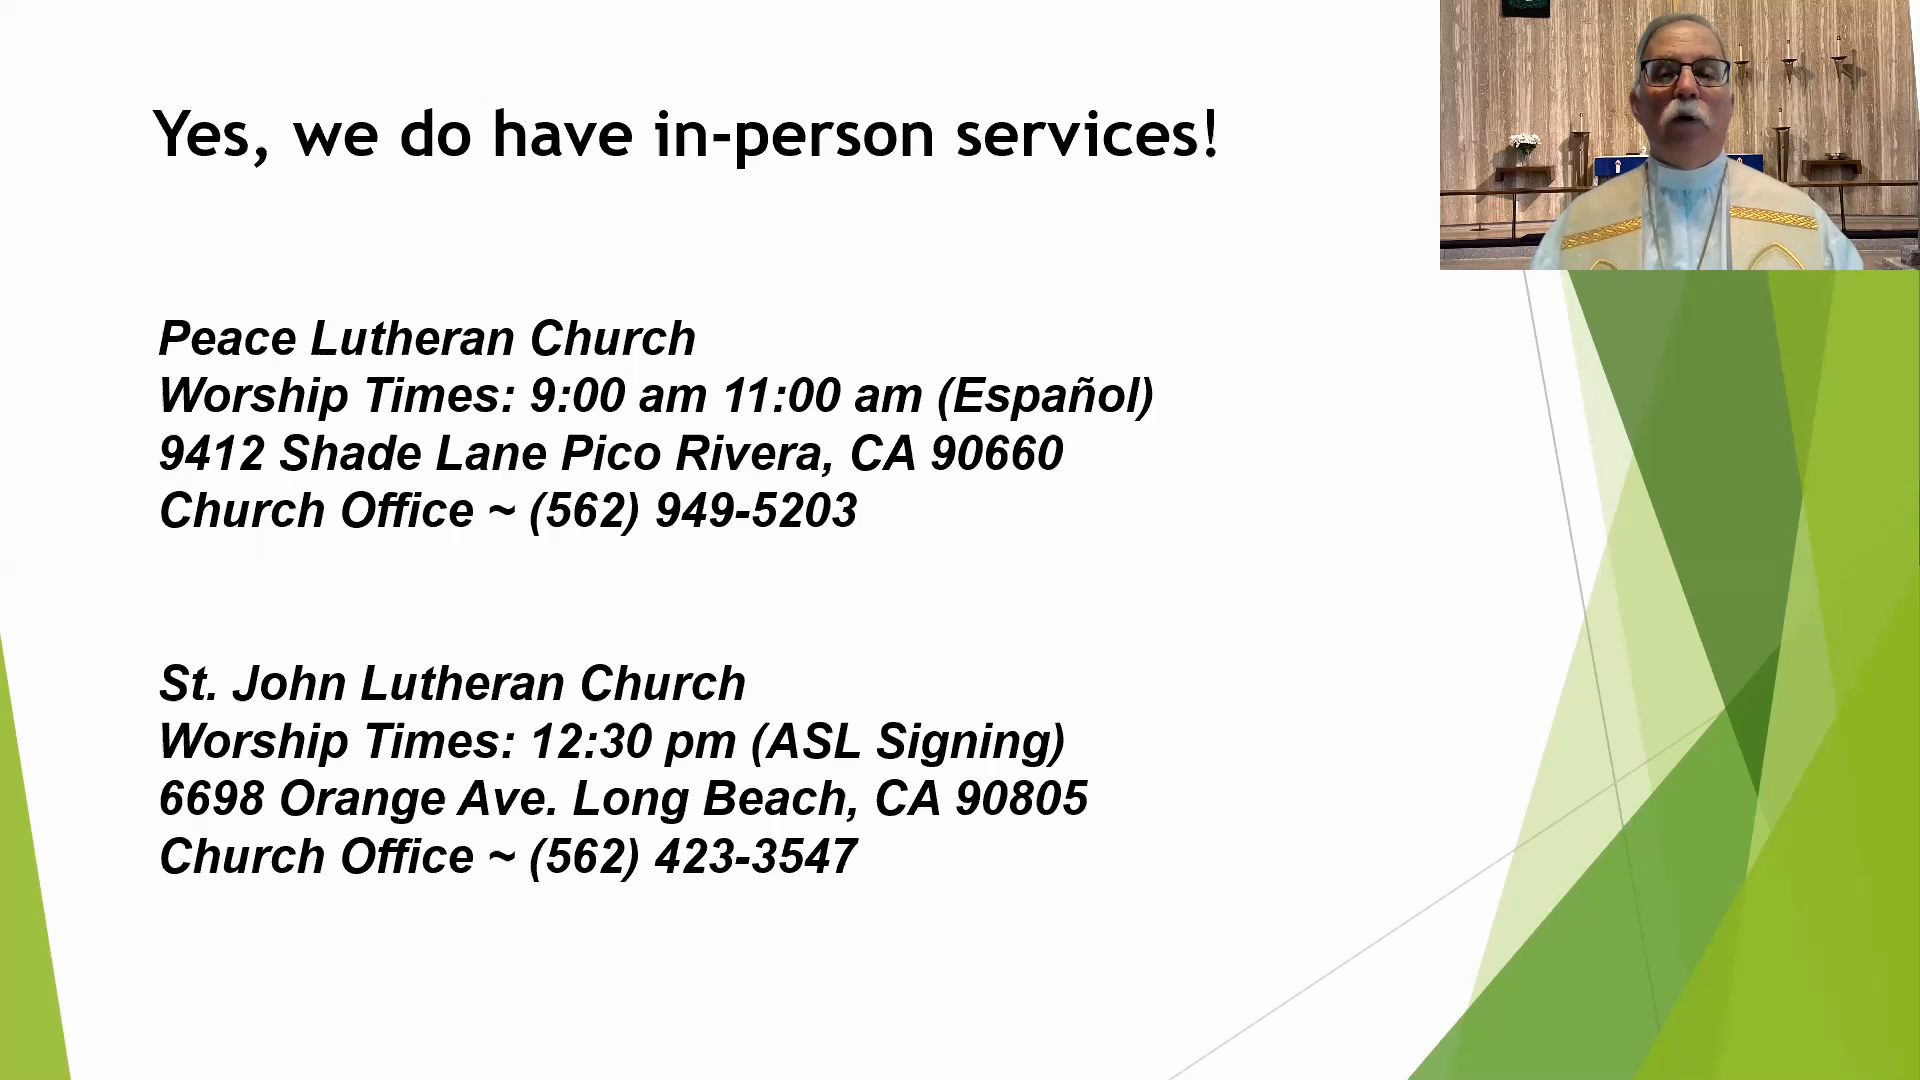 Yes, we do have in-person services!
Peace Lutheran Church
Worship Times: 9:00 am 11:00 am (Español)
9412 Shade Lane Pico Rivera, CA 90660
Church Office ~ (562) 949-5203
St. John Lutheran Church
Worship Times: 12:30 pm (ASL Signing)
6698 Orange Ave. Long Beach, CA 90805
Church Office ~ (562) 423-3547